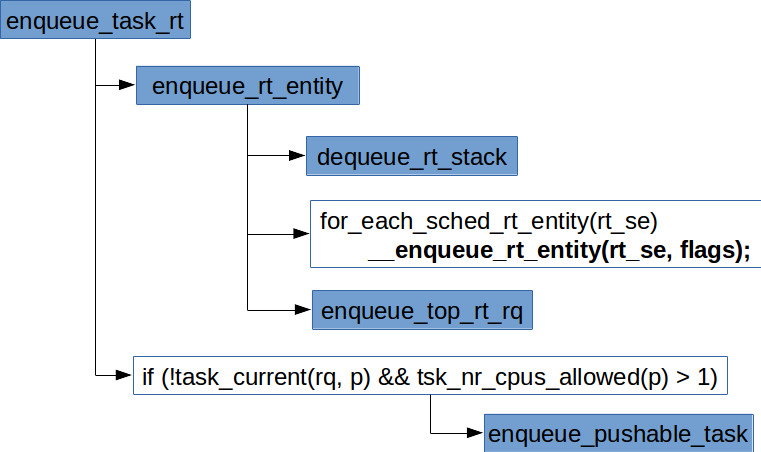 enqueue_task_rt
enqueue_rt_entity
dequeue_rt_stack
for_each_sched_rt_entity(rt_se)
__enqueue_rt_entity(rt_se, flags);
enqueue_top_rt_rq
if (!task_current(rq, p) && tsk_nr_cpus_allowed(p) > 1)
enqueue_pushable_task